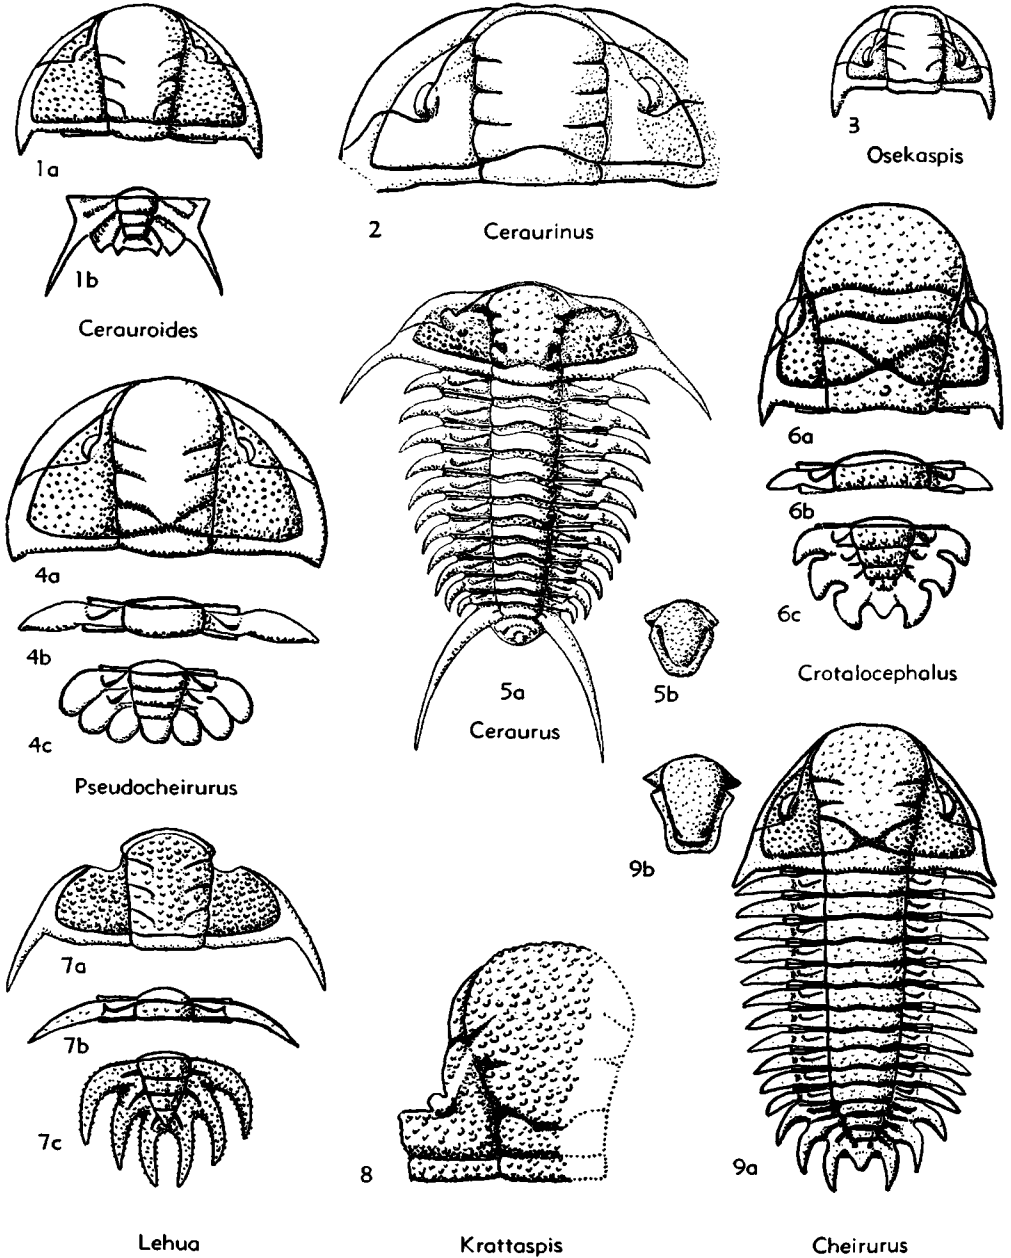 1a
1b
Cerauroides
2
Ceraurinus
3
Osekaspis
4a
4b
4c
Pseudocheirurus
5a
5b
Ceraurus
6a
6b
6c
Crotalocephalus
7a
7b
7c
Lehua
8
Krattaspis
9b
9a
Cheirurus